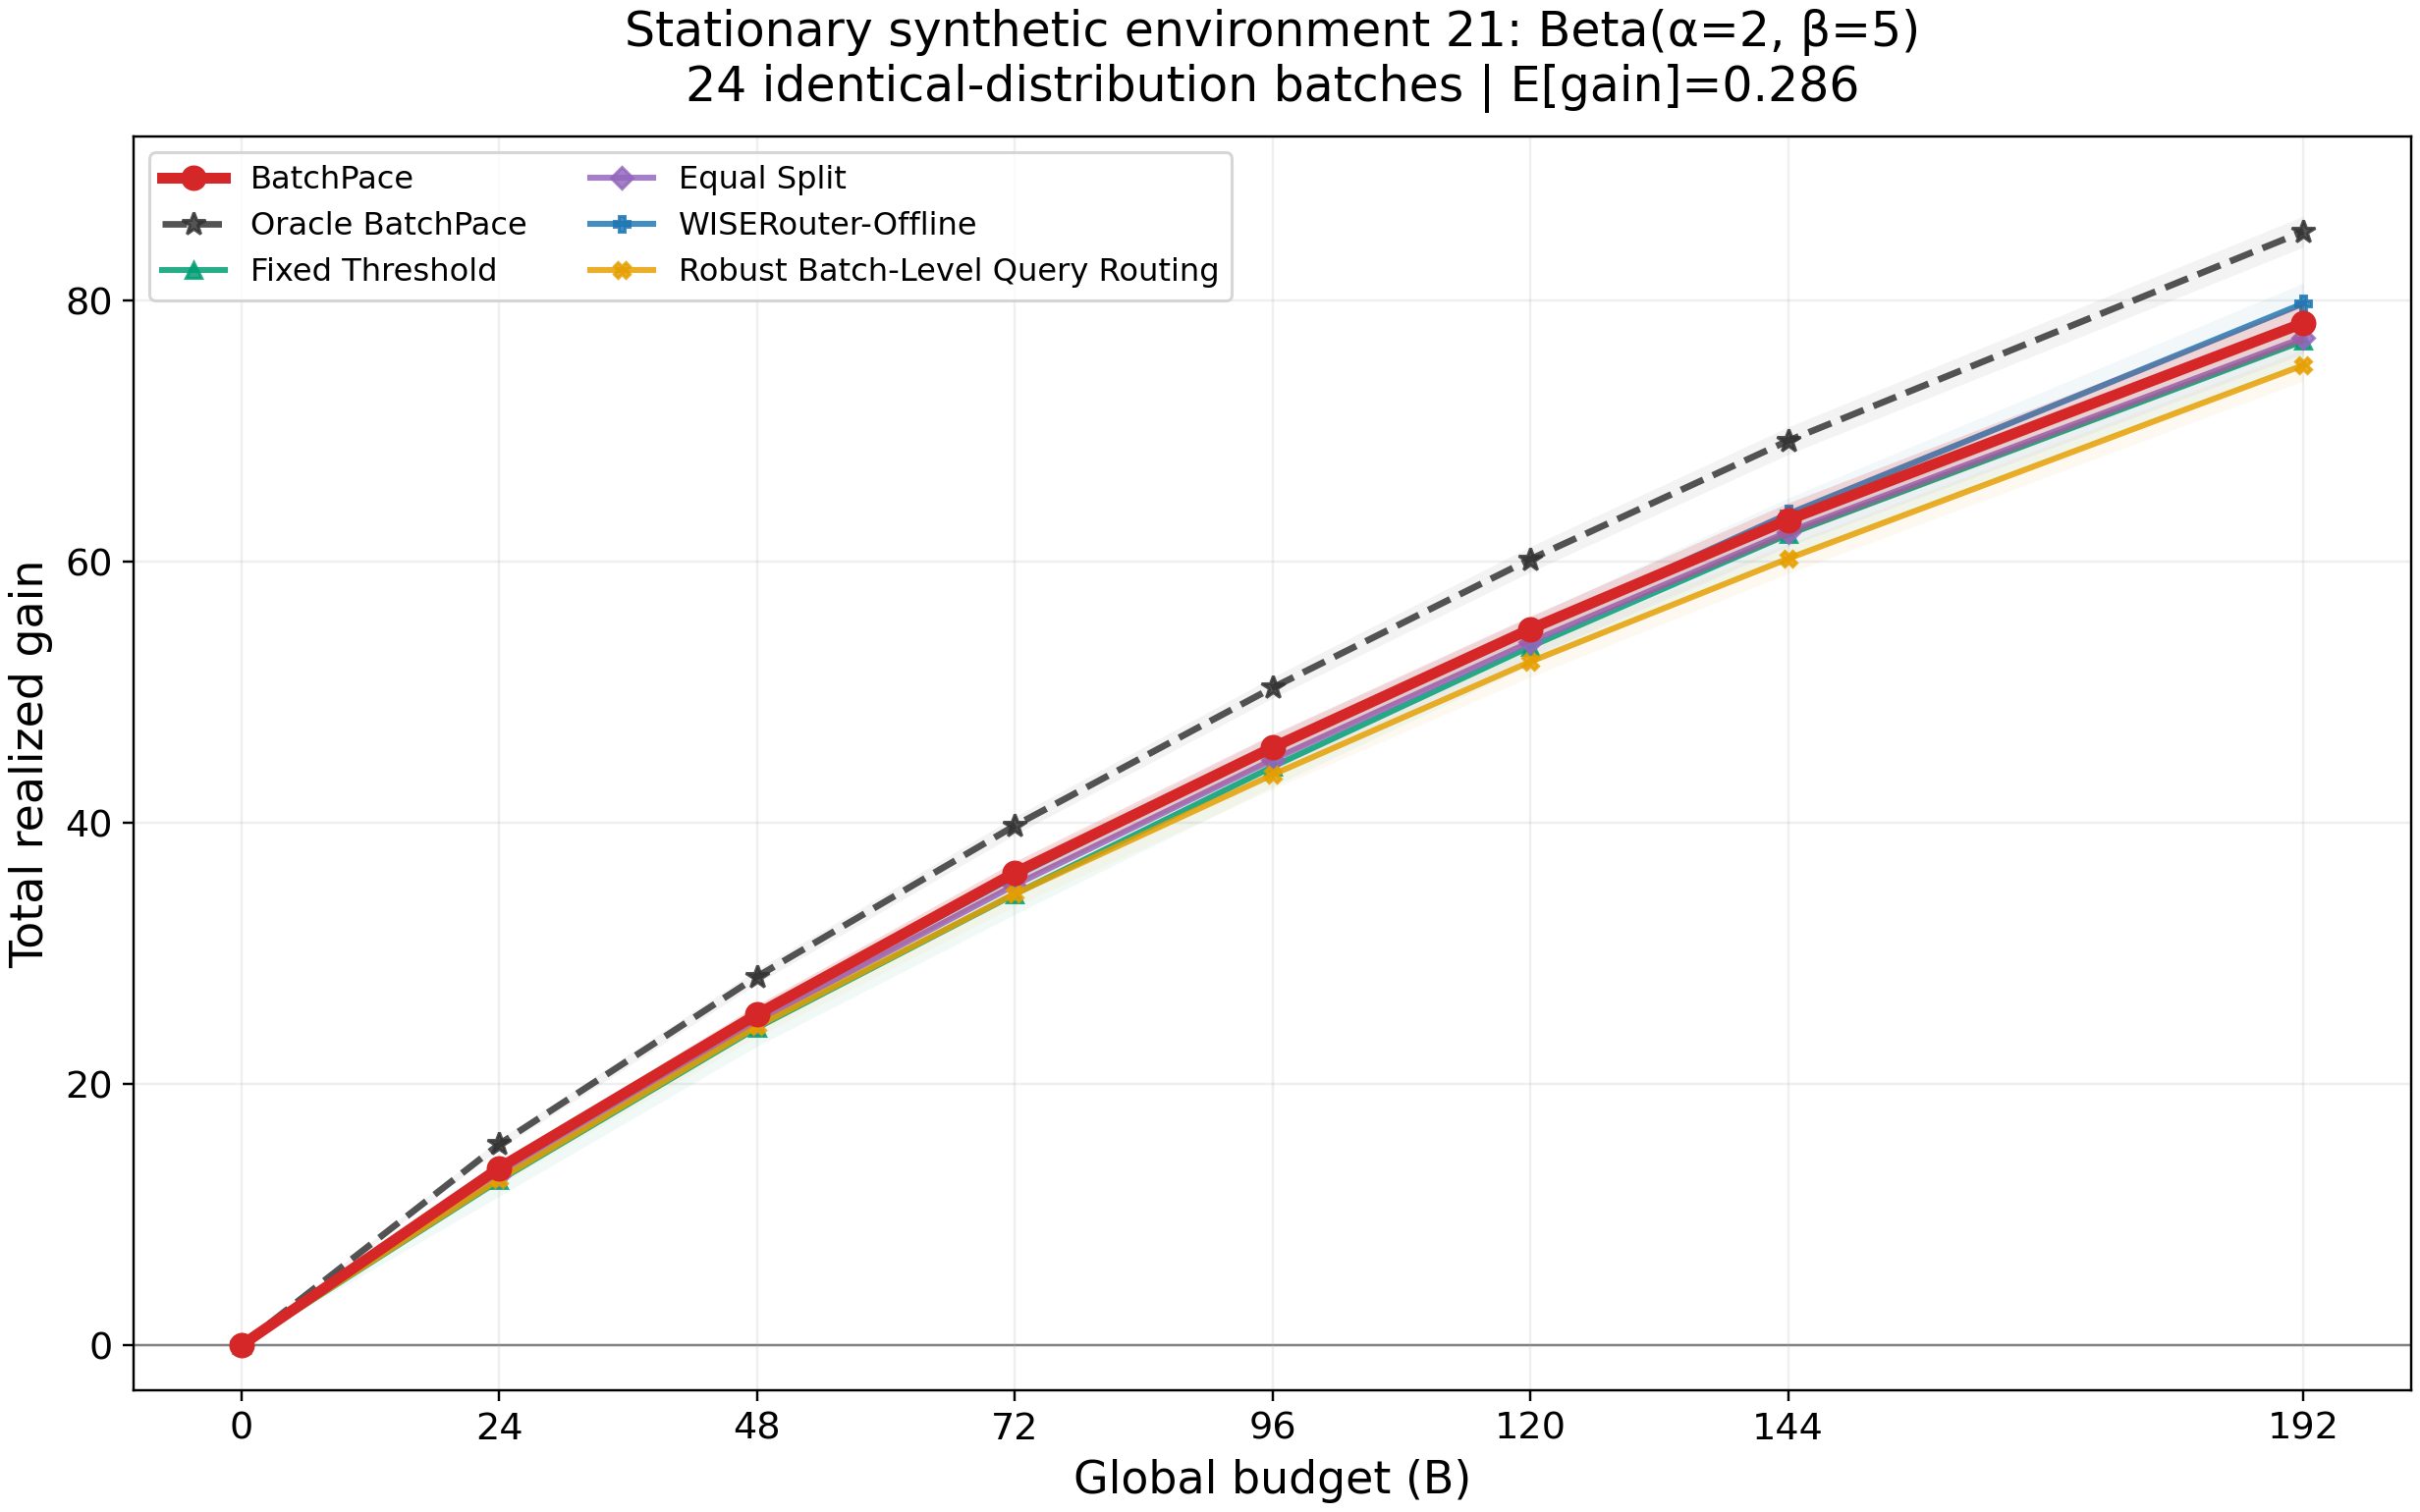 Stationary synthetic environment 21: Beta(α=2, β=5)
24 identical-distribution batches | E[gain]=0.286
BatchPace
Oracle BatchPace
Fixed Threshold
Equal Split
WISERouter-Offline
Robust Batch-Level Query Routing
Total realized gain
80
60
40
20
0
0 24 48 72 96 120 144 192
Global budget (B)